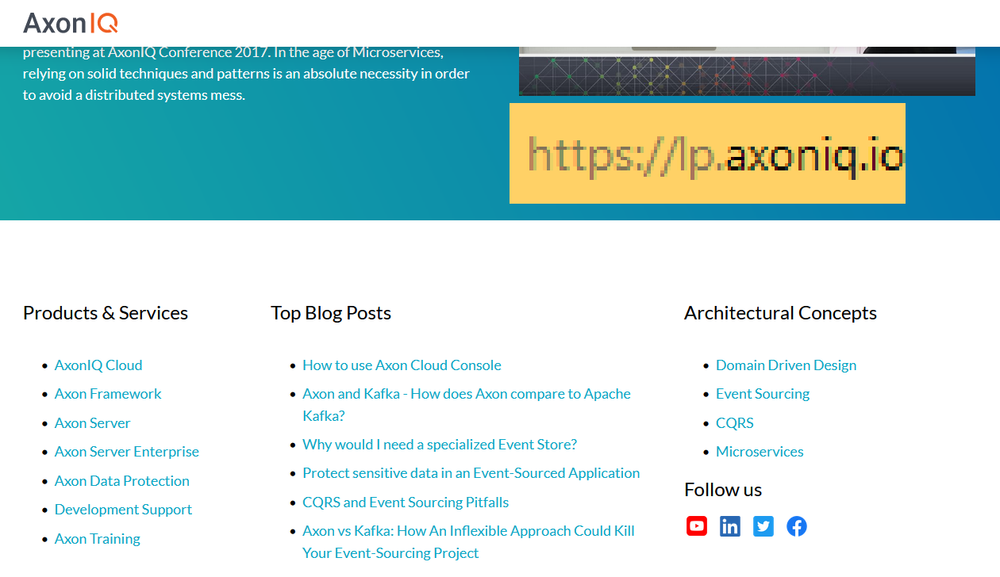 AxonIQ
presenting at AxonIQ Conference 2017. In the age of Microservices,
relying on solid techniques and patterns is an absolute necessity in order
to avoid a distributed systems mess.
https://lp.axoniq.io
Products & Services
AxonIQ Cloud
Axon Framework
Axon Server
Axon Server Enterprise
Axon Data Protection
Development Support
Axon Training
Top Blog Posts
How to use Axon Cloud Console
Axon and Kafka - How does Axon compare to Apache
Kafka?
Why would I need a specialized Event Store?
Protect sensitive data in an Event-Sourced Application
CQRS and Event Sourcing Pitfalls
Axon vs Kafka: How An Inflexible Approach Could Kill
Your Event-Sourcing Project
Architectural Concepts
Domain Driven Design
Event Sourcing
CQRS
Microservices
Follow us